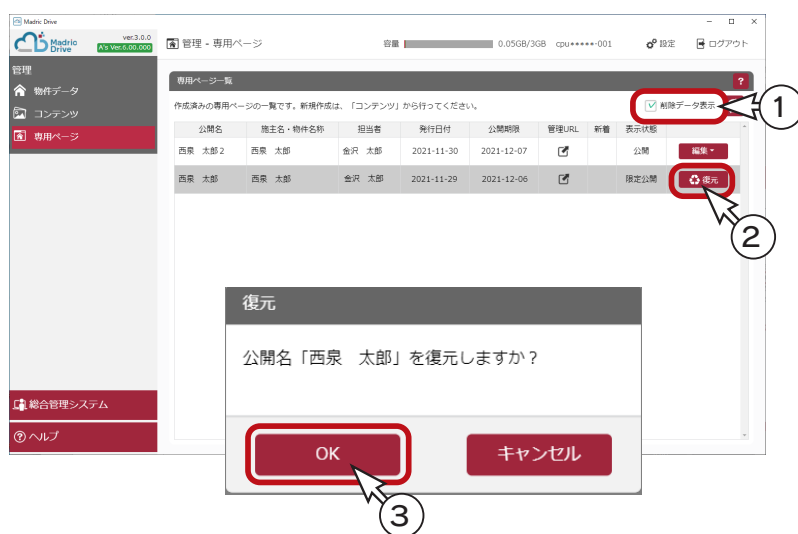 Madric Drive
Madric Drive
ver.3.0.0
A's Ver.6.00.000
管理 - 専用ページ
容量
0.05GB/3GB
cpu*****-001
設定
ログアウト
管理
物件データ
コンテンツ
専用ページ
専用ページ一覧
?
作成済みの専用ページの一覧です。新規作成は、「コンテンツ」から行ってください。
削除データ表示
1
公開名 施主名・物件名称 担当者 発行日付 公開期限 管理URL 新着 表示状態
西泉 太郎2 西泉 太郎 金沢 太郎 2021-11-30 2021-12-07 公開 編集
西泉 太郎 西泉 太郎 金沢 太郎 2021-11-29 2021-12-06 限定公開 復元
2
復元
公開名「西泉 太郎」を復元しますか？
OK
キャンセル
3
総合管理システム
? ヘルプ